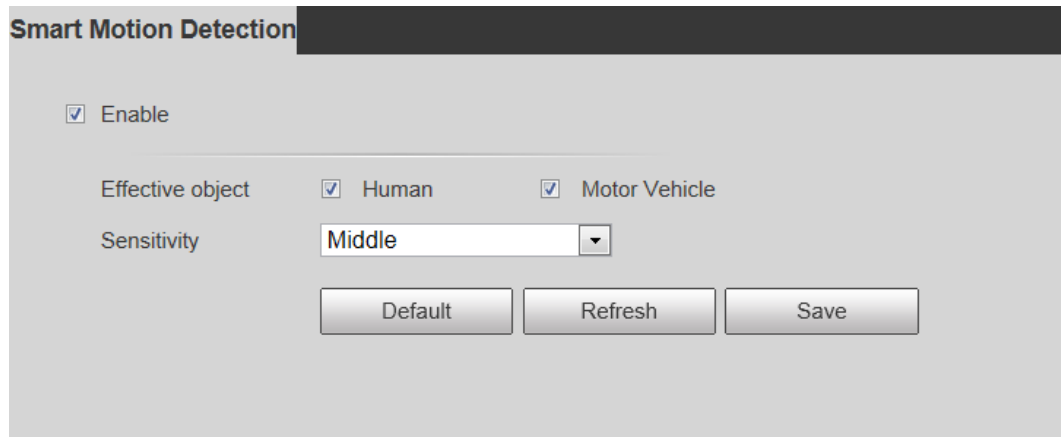 Smart Motion Detection
Enable
Effective object Human Motor Vehicle
Sensitivity Middle
Default Refresh Save